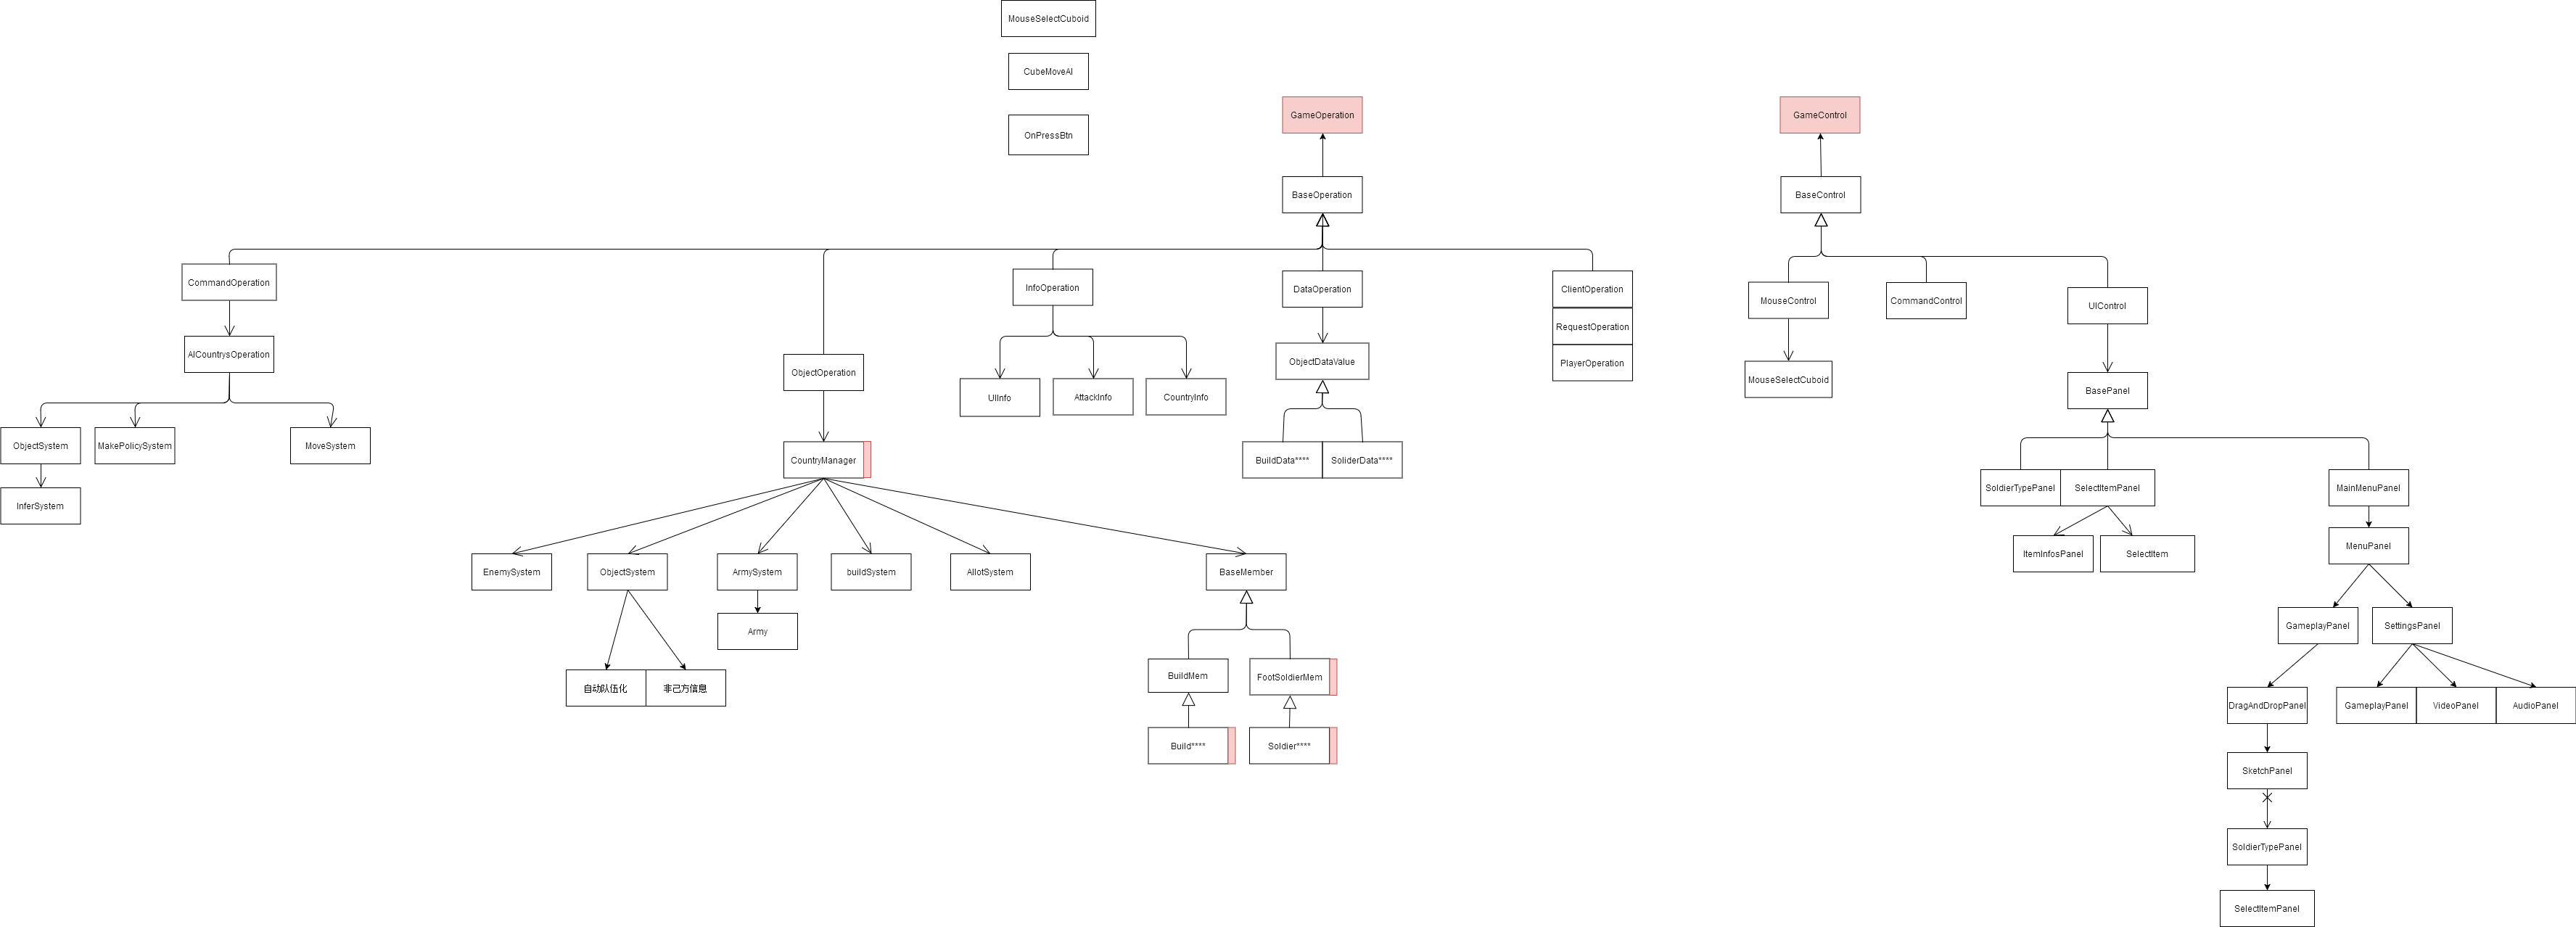 MouseSelectCuboid
CubeMoveAI
GameOperation
GameControl
OnPressBtn
BaseOperation
BaseControl
CommandOperation
InfoOperation
DataOperation
ClientOperation
MouseControl
CommandControl
UIControl
RequestOperation
AICountrysOperation
ObjectDataValue
PlayerOperation
ObjectOperation
MouseSelectCuboid
BasePanel
UIInfo
AttackInfo
CountryInfo
ObjectSystem
MakePolicySystem
MoveSystem
CountryManager
BuildData****
SoliderData****
SoldierTypePanel
SelectItemPanel
MainMenuPanel
InferSystem
MenuPanel
ItemInfosPanel
SelectItem
EnemySystem
ObjectSystem
ArmySystem
buildSystem
AllotSystem
BaseMember
Army
GameplayPanel
SettingsPanel
自动队伍化
非己方信息
BuildMem
FootSoldierMem
DragAndDropPanel
GameplayPanel
VideoPanel
AudioPanel
Build****
Soldier****
SketchPanel
SoldierTypePanel
SelectItemPanel